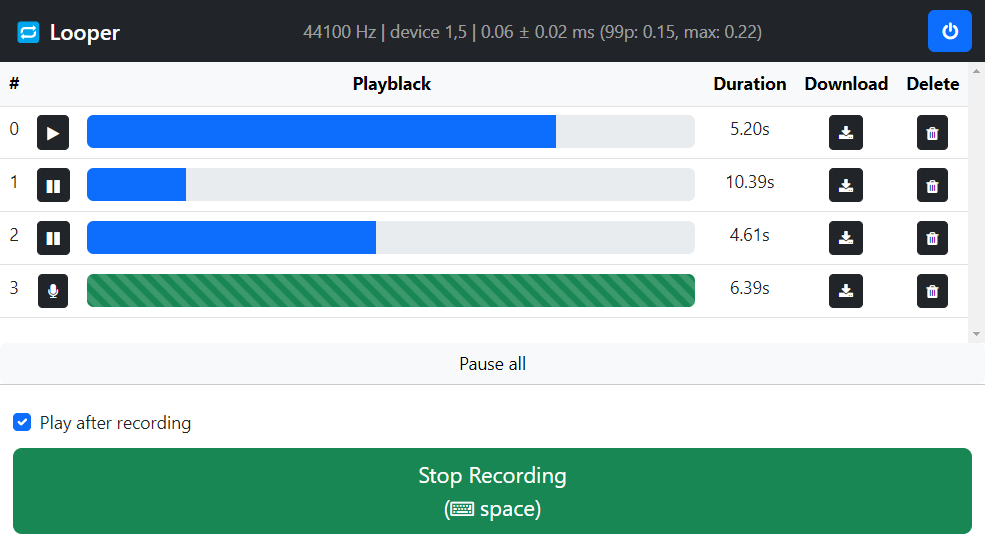 Looper
44100 Hz | device 1,5 | 0.06 ± 0.02 ms (99p: 0.15, max: 0.22)
# Playblack Duration Download Delete
0 5.20s
1 10.39s
2 4.61s
3 6.39s
Pause all
Play after recording
Stop Recording
(⌨ space)